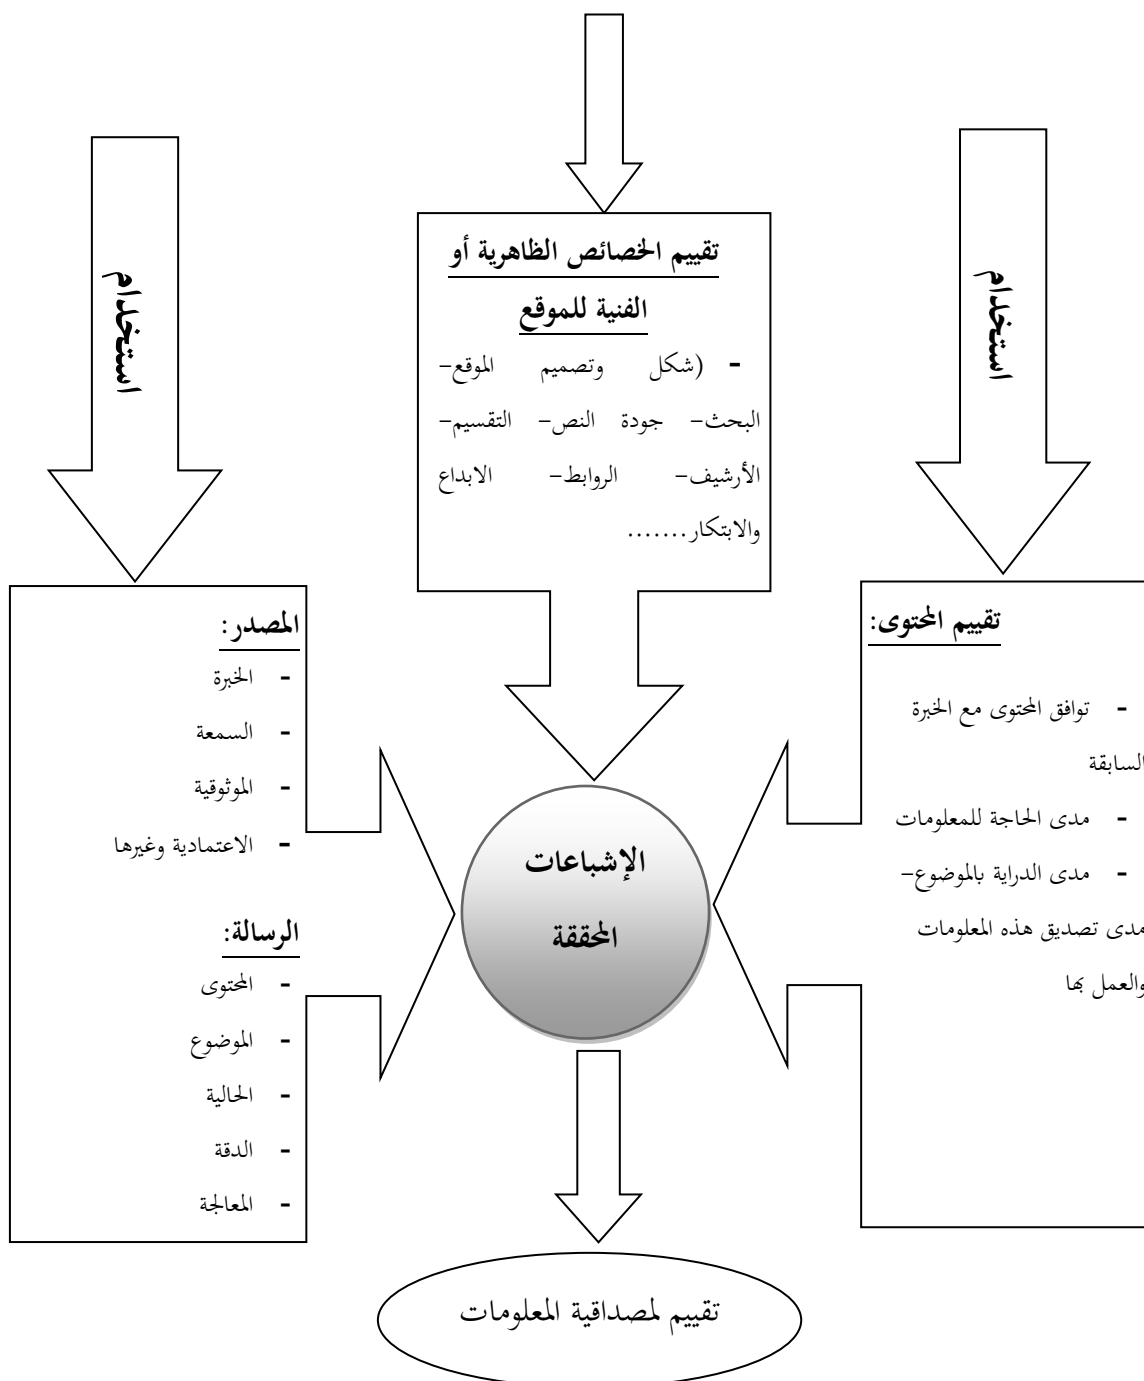 استخدام
استخدام
تقييم الخصائص الظاهرية أو
الفنية للموقع
- (شكل وتصميم الموقع-
البحث- جودة النص- التقسيم-
الأرشيف- الروابط- الابداع
والابتكار.......
تقييم المحتوى:
- توافق المحتوى مع الخبرة
السابقة
- مدى الحاجة للمعلومات
- مدى الدراية بالموضوع-
مدى تصديق هذه المعلومات
والعمل بها
المصدر:
- الخبرة
- السمعة
- الموثوقية
- الاعتمادية وغيرها
الرسالة:
- المحتوى
- الموضوع
- الحالية
- الدقة
- المعالجة
الإشباعات
المحققة
تقييم لمصداقية المعلومات